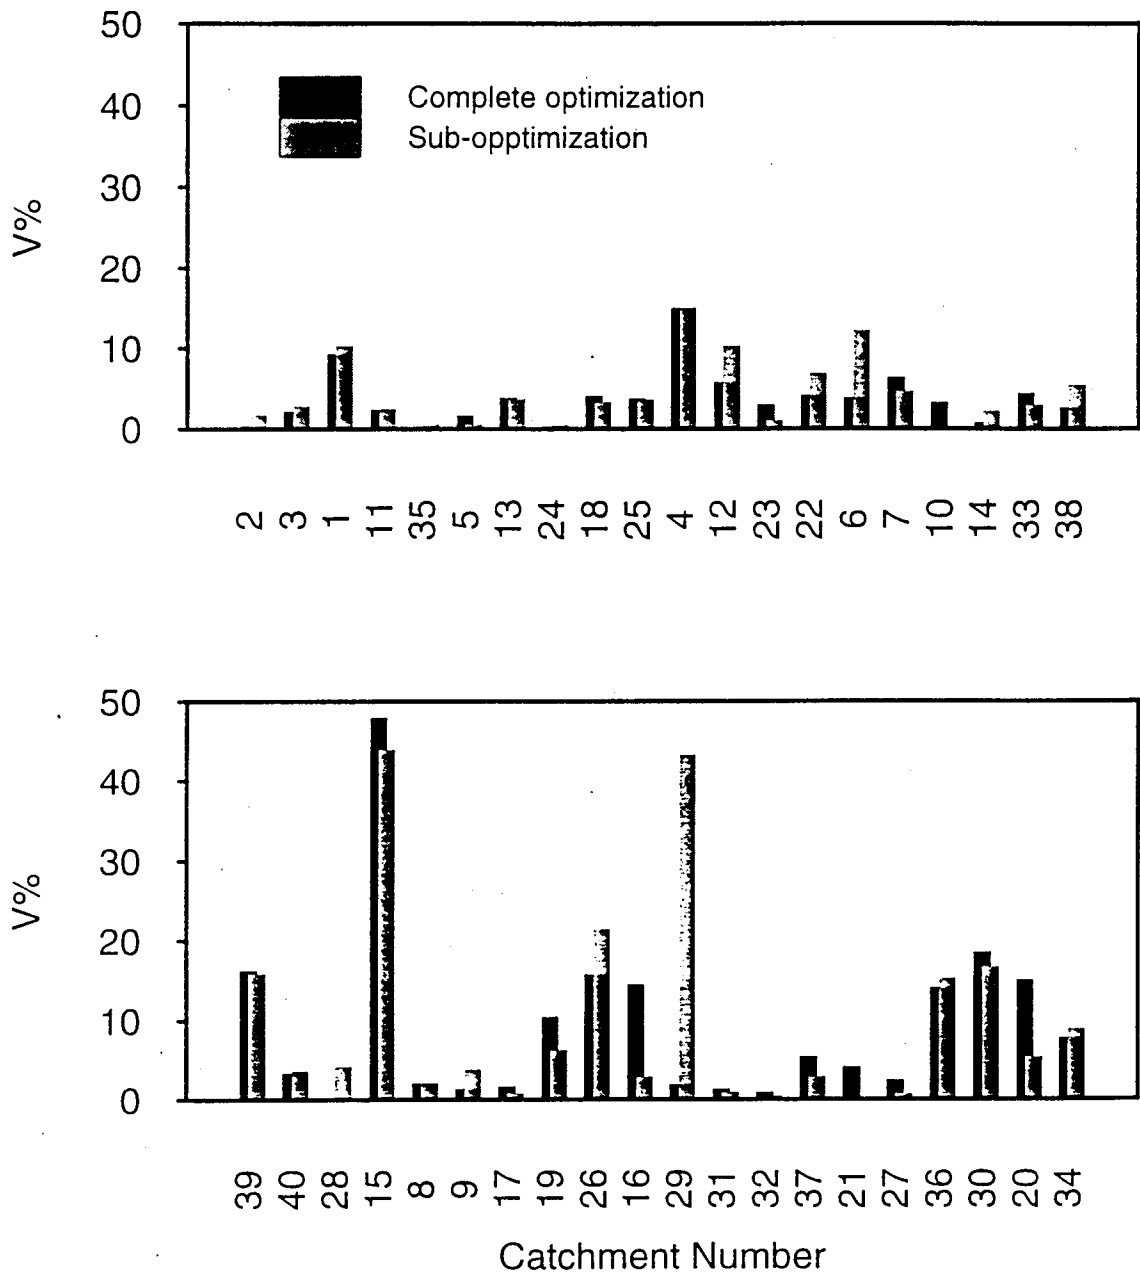 50
40
30
20
10
0
V%
Complete optimization
Sub-opptimization
2 3 1 11 35 5 13 24 18 25 4 12 23 22 6 7 10 14 33 38
50
40
30
20
10
0
V%
39 40 28 15 8 9 17 19 26 16 29 31 32 37 21 27 36 30 20 34
Catchment Number